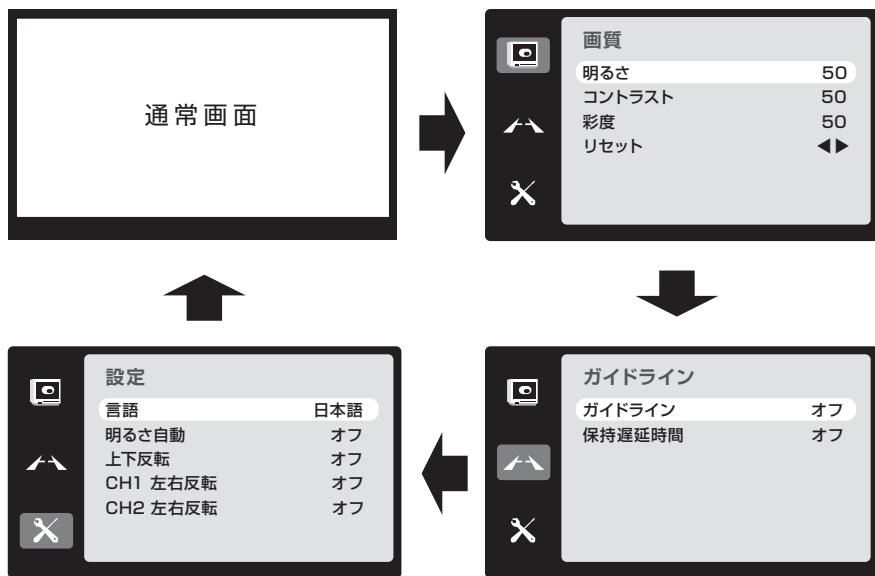 通常画面
画質
明るさ 50
コントラスト 50
彩度 50
リセット ◀▶
設定
言語 日本語
明るさ自動 オフ
上下反転 オフ
CH1 左右反転 オフ
CH2 左右反転 オフ
ガイドライン
ガイドライン オフ
保持遅延時間 オフ